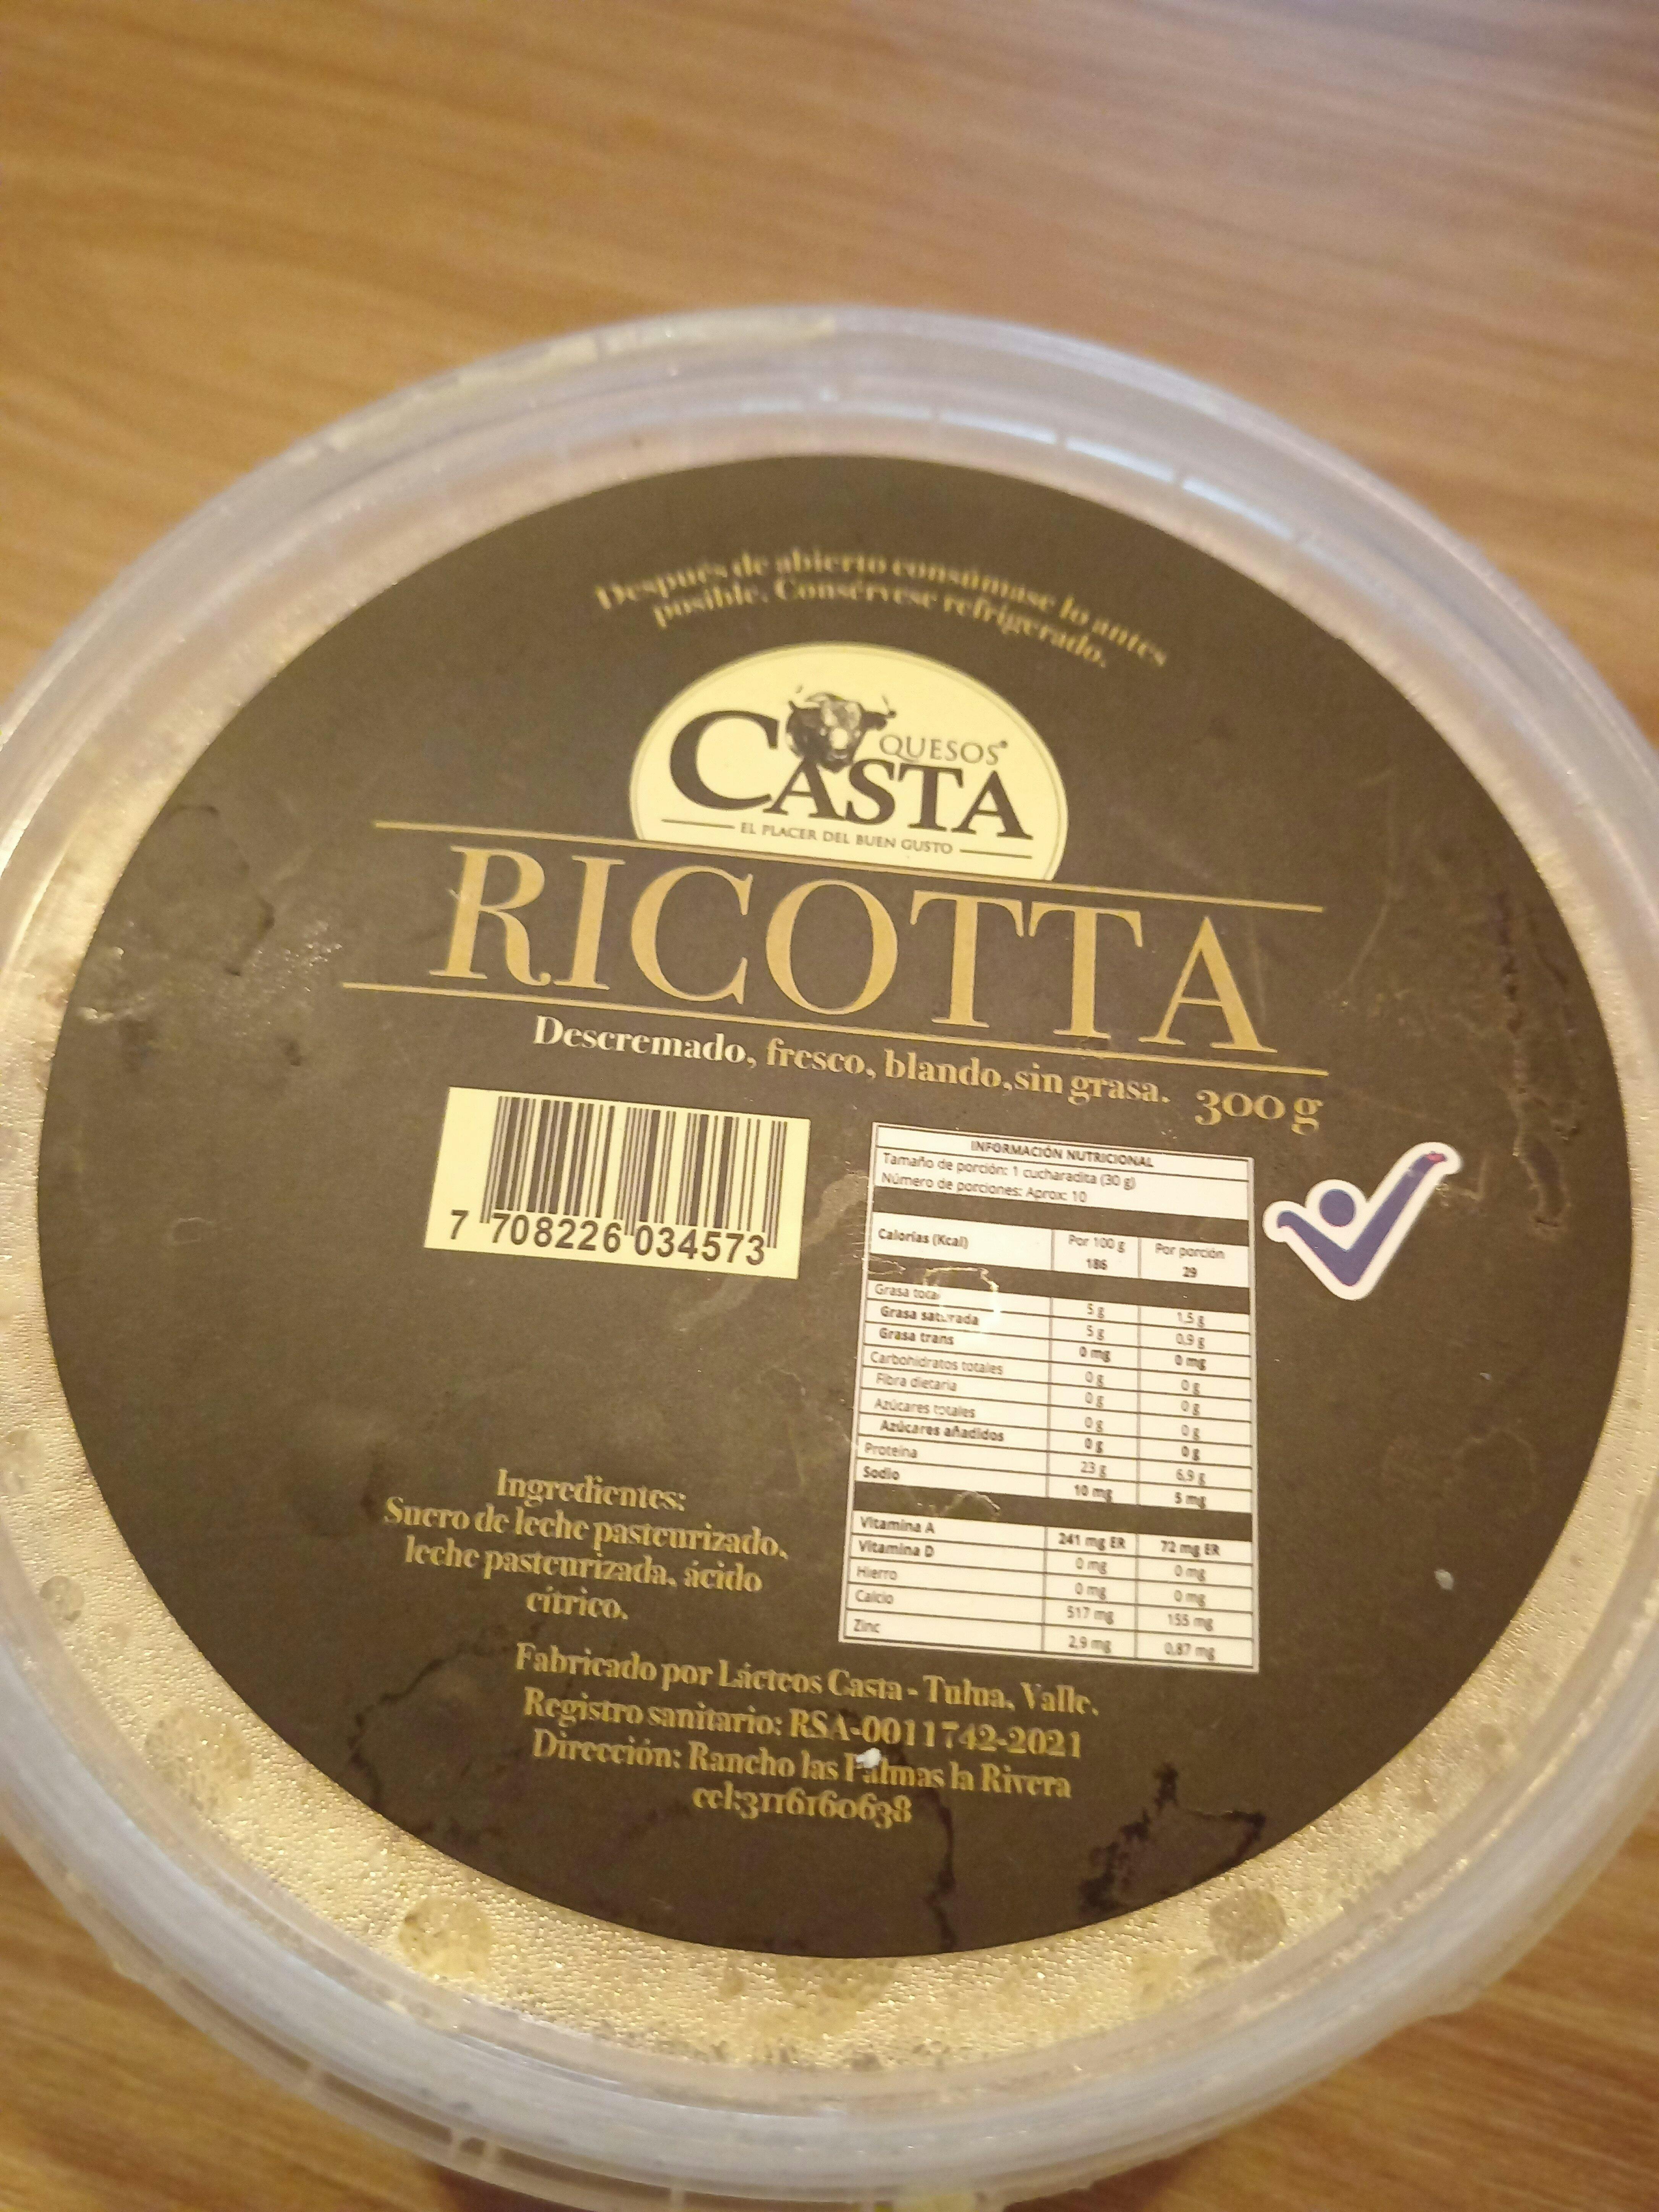 Después de abierto consúmase lo antes
posible. Consérvese refrigerado.
QUESOS
CASTA
EL PLACER DEL BUEN GUSTO
RICOTTA
Descremado, fresco, blando, sin grasa. 300 g
7 708226 034573
INFORMACIÓN NUTRICIONAL
Tamaño de porción: 1 cucharadita (30 g)
Número de porciones: Aprox: 10
Calorías (Kcal) Por 100 g Por porción
186 29
Grasa total 5 g 1,5 g
Grasa saturada 5 g 0,9 g
Grasa trans 0 mg 0 mg
Carbohidratos totales 0 g 0 g
Fibra dietaria 0 g 0 g
Azúcares totales 0 g 0 g
Azúcares añadidos 0 g 0 g
Proteína 23 g 6,9 g
Sodio 10 mg 5 mg
Vitamina A 241 mg ER 72 mg ER
Vitamina D 0 mg 0 mg
Hierro 0 mg 0 mg
Calcio 517 mg 155 mg
Zinc 2,9 mg 0,87 mg
Ingredientes:
Suero de leche pasteurizado,
leche pasteurizada, ácido
cítrico.
Fabricado por Lácteos Casta - Tulua, Valle.
Registro sanitario: RSA-0011742-2021
Dirección: Rancho las Palmas la Rivera
cel:3116160638